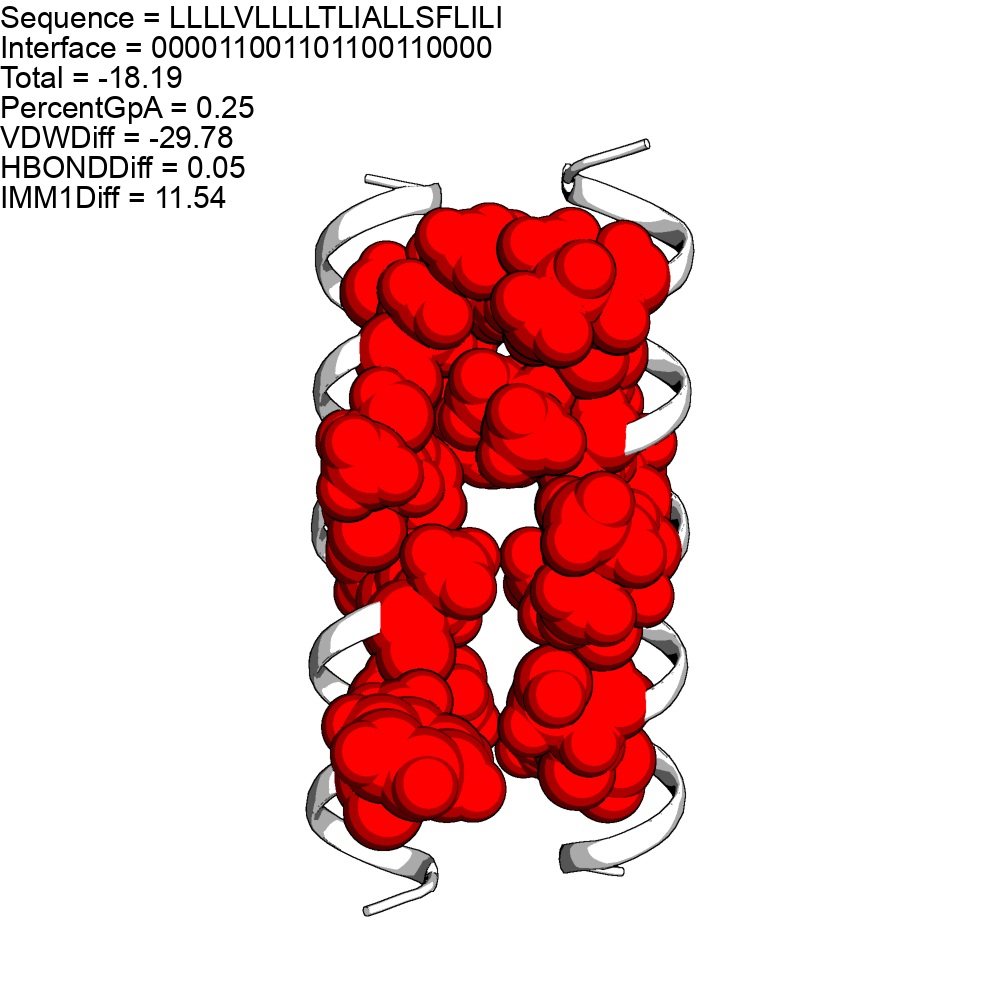 Sequence = LLLLVLLLLTLIALLSFLILI
Interface = 000011001101100110000
Total = -18.19
PercentGpA = 0.25
VDWDiff = -29.78
HBONDDiff = 0.05
IMM1Diff = 11.54